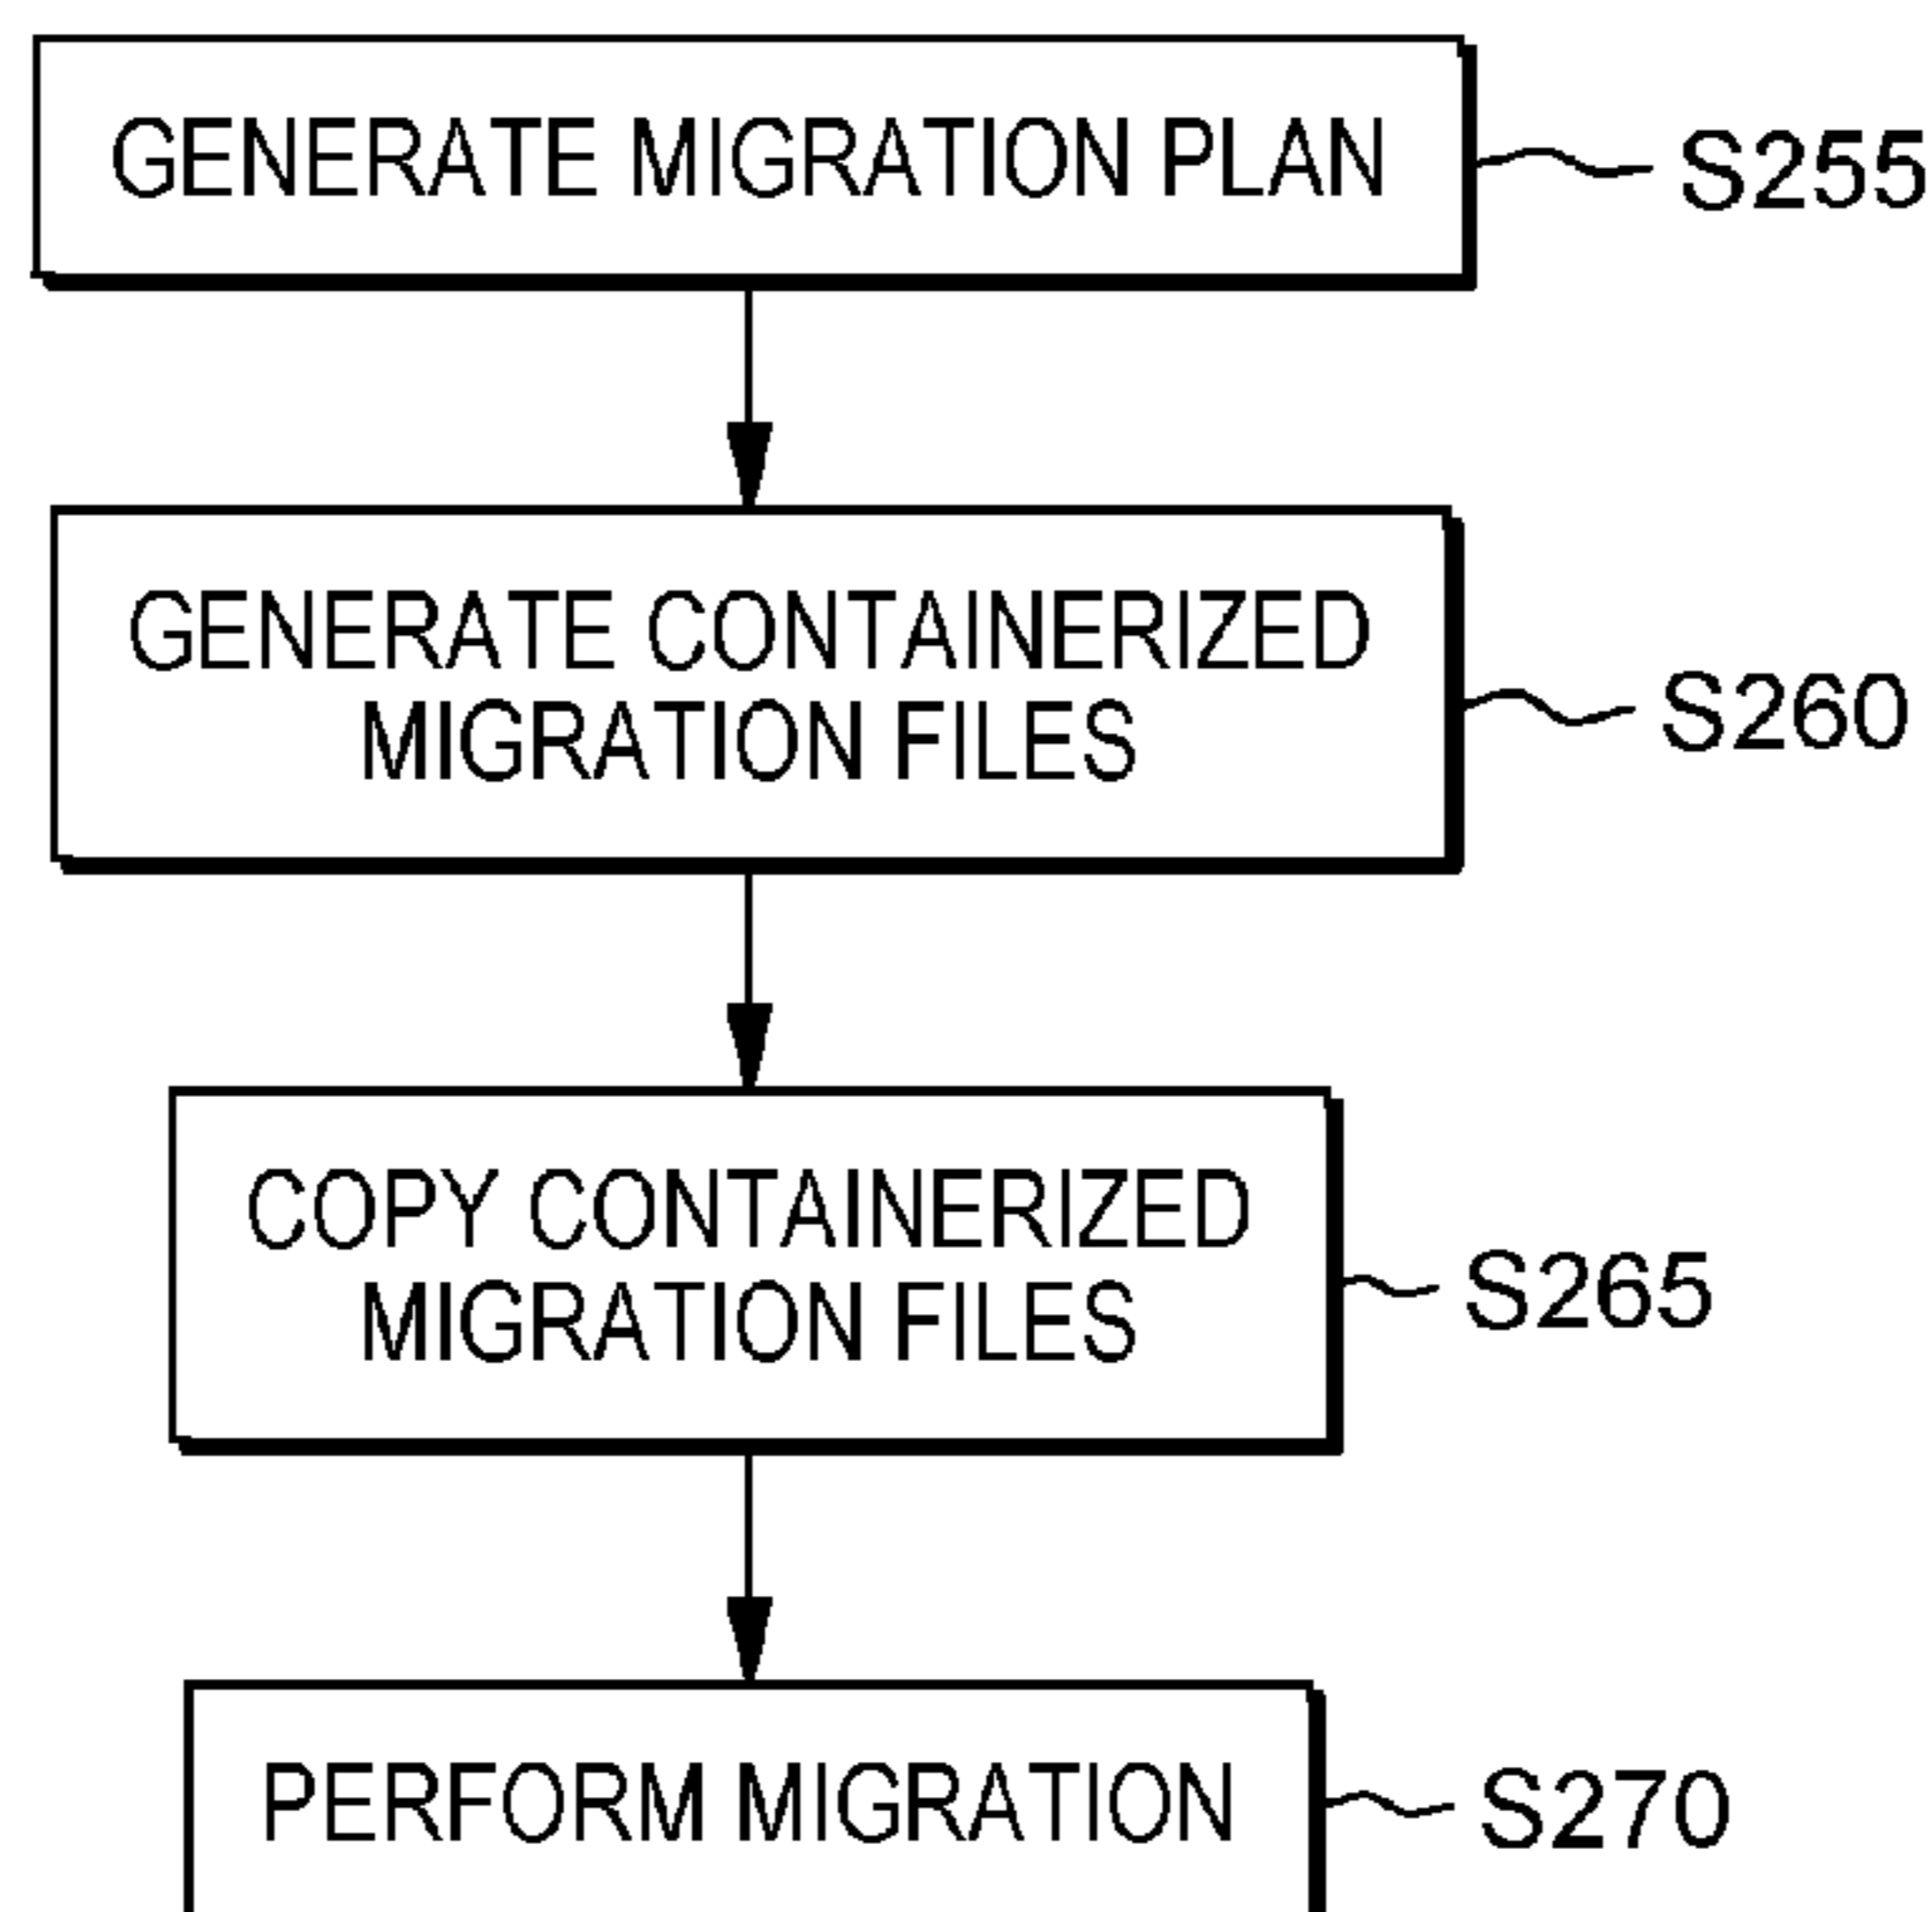 GENERATE MIGRATION PLAN
S255
GENERATE CONTAINERIZED
MIGRATION FILES
S260
COPY CONTAINERIZED
MIGRATION FILES
S265
PERFORM MIGRATION
S270